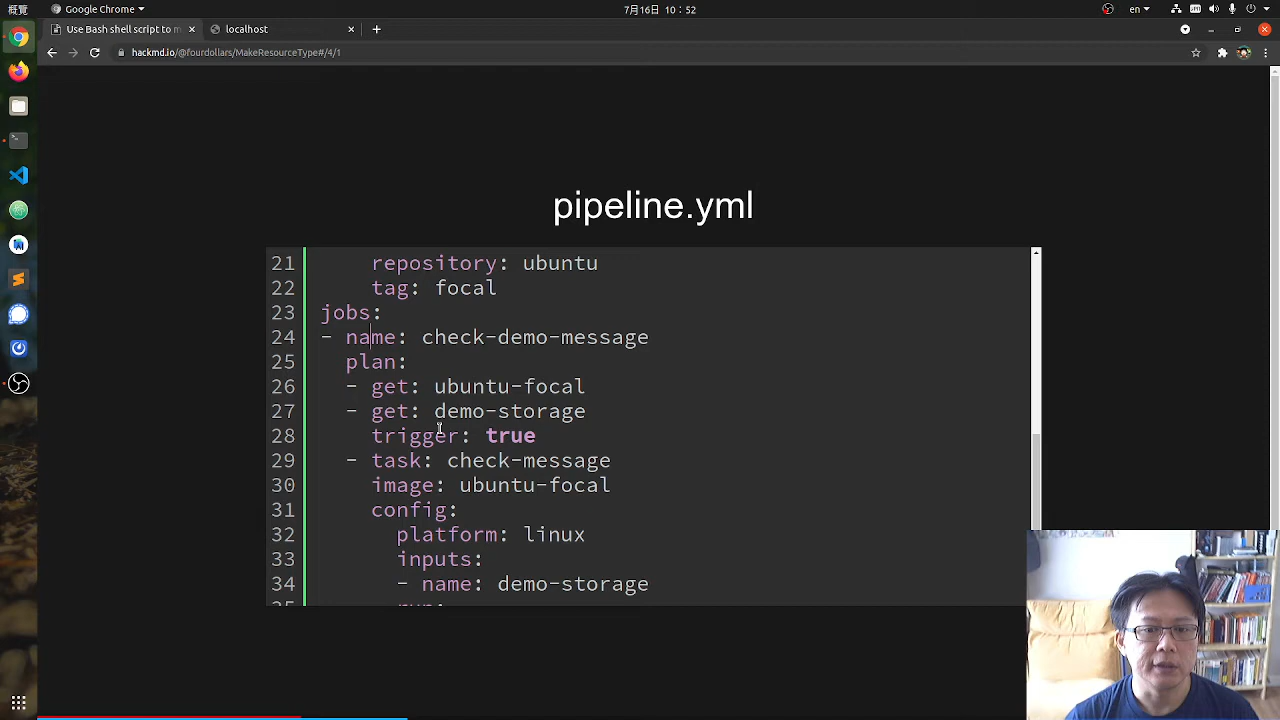 概覧
Google Chrome
7月16日 10:52
en
Use Bash shell script to m
localhost
hackmd.io/@fourdollars/MakeResourceType#/4/1
pipeline.yml
21 repository: ubuntu
22 tag: focal
23 jobs:
24 - name: check-demo-message
25 plan:
26 - get: ubuntu-focal
27 - get: demo-storage
28 trigger: true
29 - task: check-message
30 image: ubuntu-focal
31 config:
32 platform: linux
33 inputs:
34 - name: demo-storage